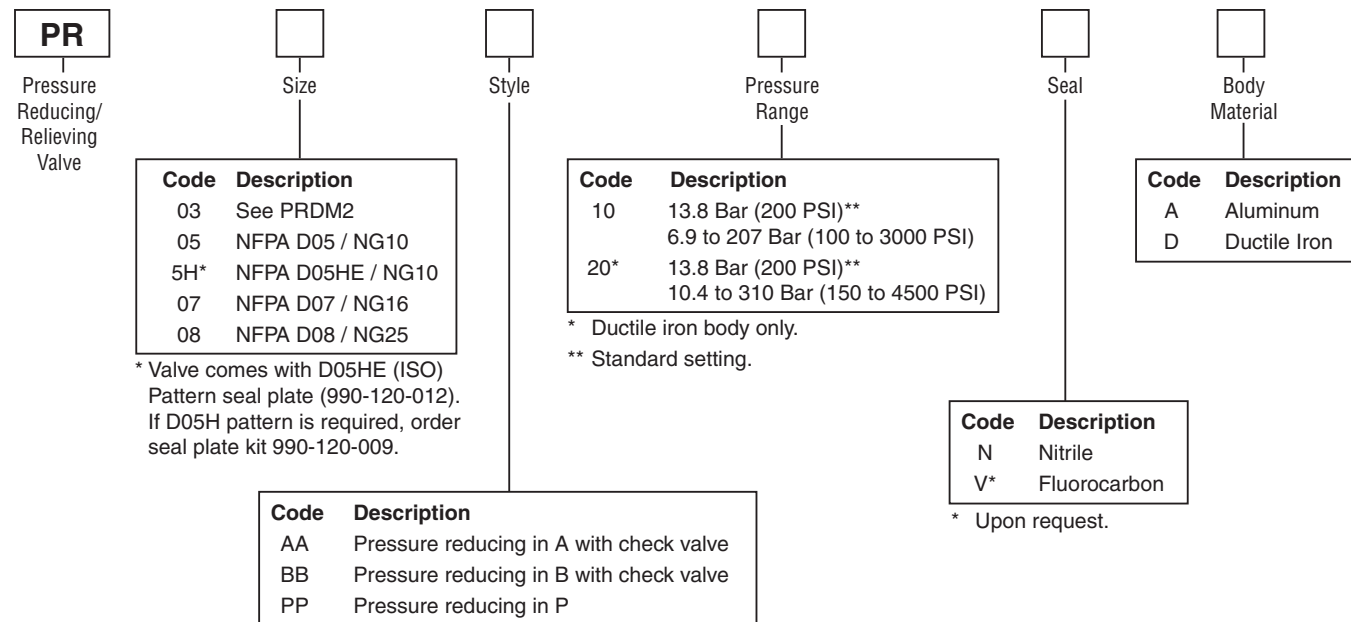 PR
Pressure
Reducing/
Relieving
Valve
Size
Style
Pressure
Range
Seal
Body
Material
Code Description
03 See PRDM2
05 NFPA D05 / NG10
5H* NFPA D05HE / NG10
07 NFPA D07 / NG16
08 NFPA D08 / NG25
* Valve comes with D05HE (ISO)
Pattern seal plate (990-120-012).
If D05H pattern is required, order
seal plate kit 990-120-009.
Code Description
AA Pressure reducing in A with check valve
BB Pressure reducing in B with check valve
PP Pressure reducing in P
Code Description
10 13.8 Bar (200 PSI)**
6.9 to 207 Bar (100 to 3000 PSI)
20* 13.8 Bar (200 PSI)**
10.4 to 310 Bar (150 to 4500 PSI)
* Ductile iron body only.
** Standard setting.
Code Description
N Nitrile
V* Fluorocarbon
* Upon request.
Code Description
A Aluminum
D Ductile Iron